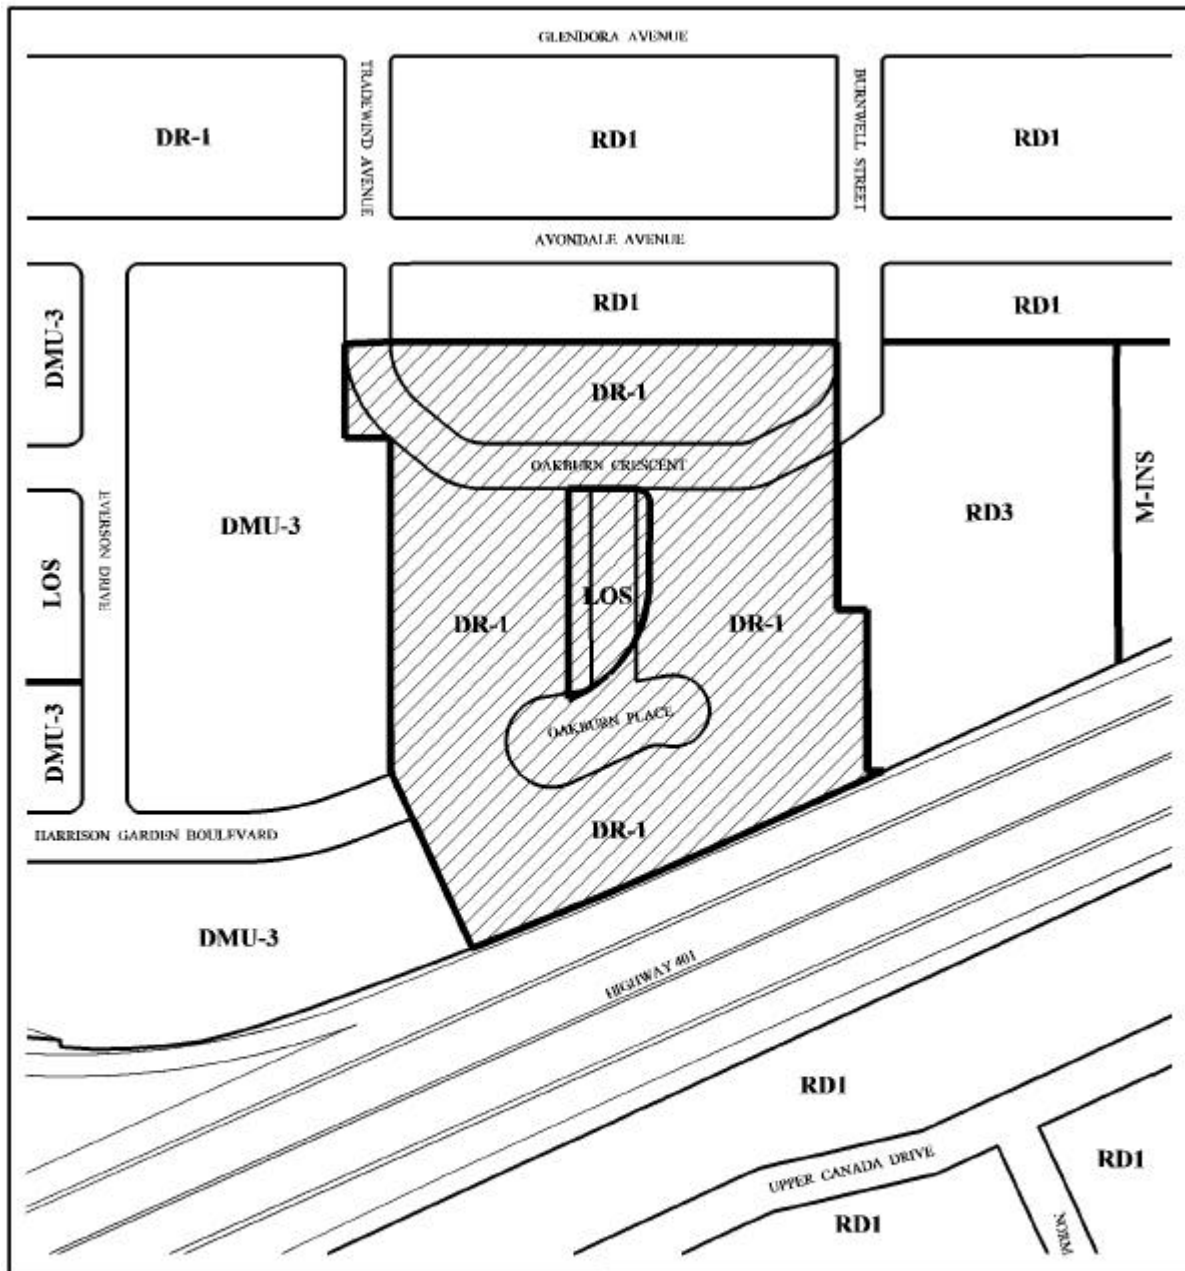 GLENDORA AVENUE
TRADEWIND AVENUE
BURNWELL STREET
DR-1
RD1
RD1
AVONDALE AVENUE
DMU-3
RD1
RD1
DR-1
OAKBURN CRESCENT
EVERSON DRIVE
DMU-3
RD3
M-INS
LOS
LOS
DR-1
DR-1
OAKBURN PLACE
DMU-3
HARRISON GARDEN BOULEVARD
DR-1
DMU-3
HIGHWAY 401
RD1
UPPER CANADA DRIVE
RD1
RD1
NORM